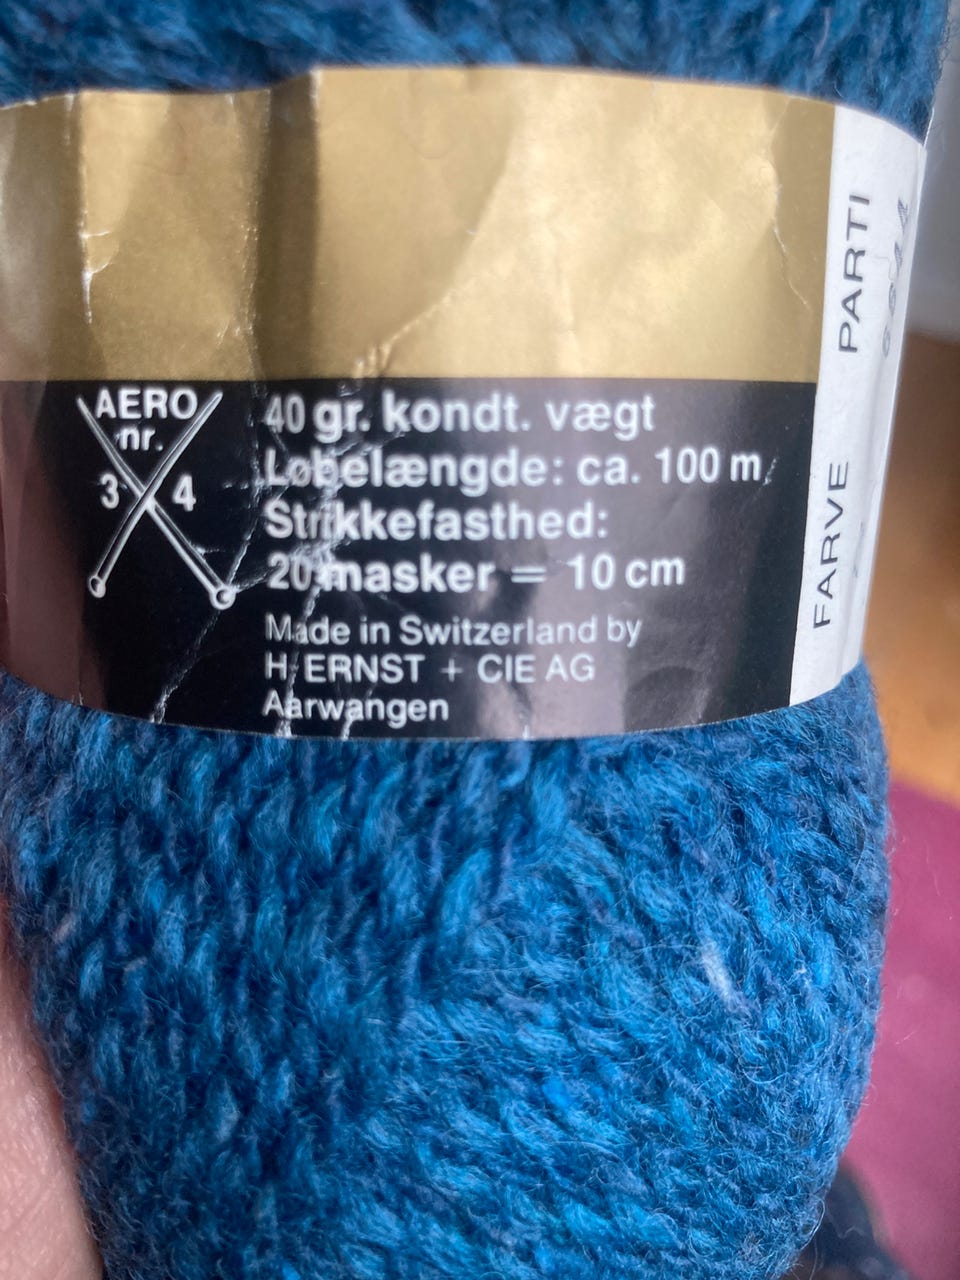 AERO
nr.
3 4
40 gr. kondt. vægt
Løbelængde: ca. 100 m
Strikkefasthed:
20 masker = 10 cm
Made in Switzerland by
H. ERNST + CIE AG
Aarwangen
FARVE PARTI